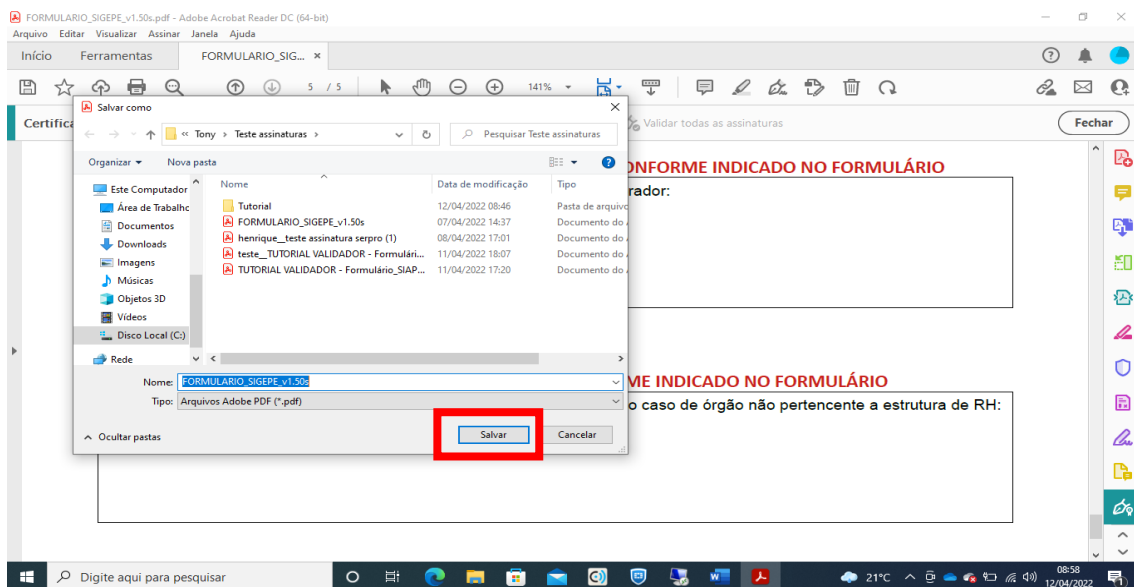 FORMULARIO_SIGEPE_v1.50s.pdf - Adobe Acrobat Reader DC (64-bit)
Arquivo Editar Visualizar Assinar Janela Ajuda
Início Ferramentas FORMULARIO_SIG... ×
5 / 5 141%
Salvar como
Certifica
Validar todas as assinaturas
Fechar
« Tony › Teste assinaturas ›
Pesquisar Teste assinaturas
Organizar Nova pasta
Nome Data de modificação Tipo
Este Computador
Área de Trabalho
Documentos
Downloads
Imagens
Músicas
Objetos 3D
Vídeos
Disco Local (C:)
Rede
Tutorial 12/04/2022 08:46 Pasta de arquivo
FORMULARIO_SIGEPE_v1.50s 07/04/2022 14:37 Documento do
henrique__teste assinatura serpro (1) 08/04/2022 17:01 Documento do
teste__TUTORIAL VALIDADOR - Formulári... 11/04/2022 18:07 Documento do
TUTORIAL VALIDADOR - Formulário_SIAP... 11/04/2022 17:20 Documento do
Nome: FORMULARIO_SIGEPE_v1.50s
Tipo: Arquivos Adobe PDF (*.pdf)
Ocultar pastas
Salvar Cancelar
ONFORME INDICADO NO FORMULÁRIO
rador:
ME INDICADO NO FORMULÁRIO
o caso de órgão não pertencente a estrutura de RH:
Digite aqui para pesquisar
21°C
08:58
12/04/2022